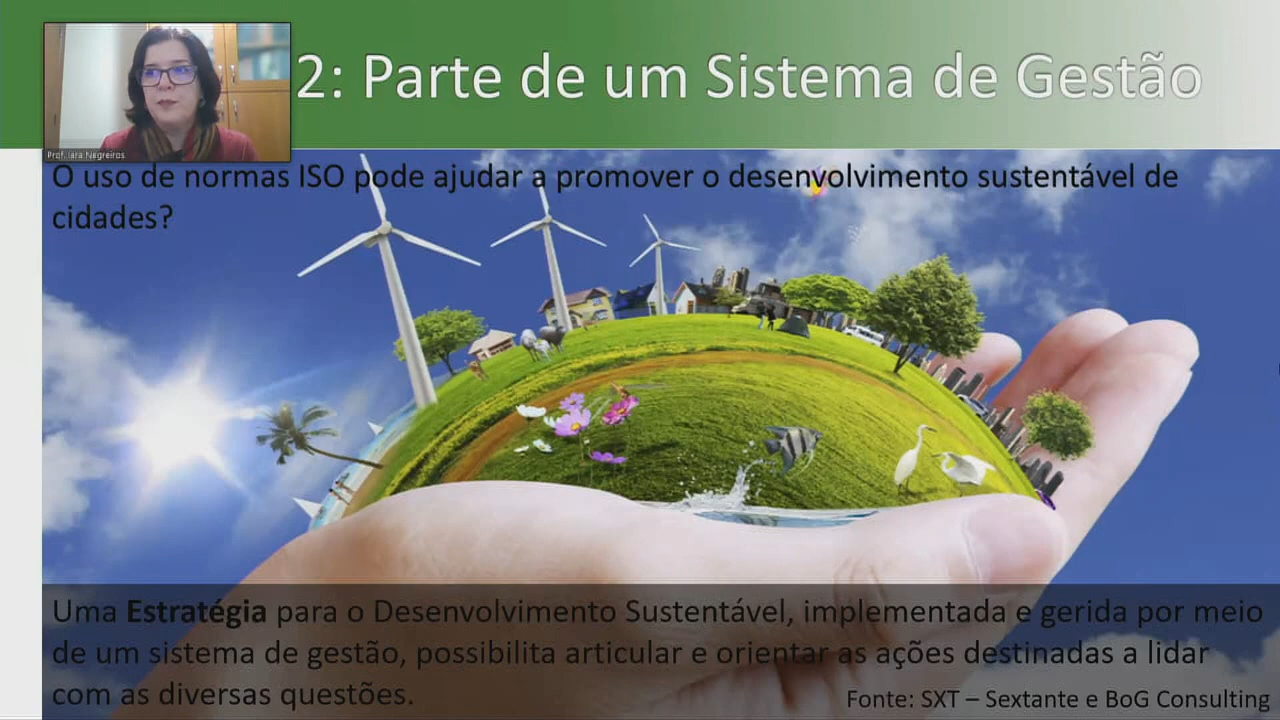 2: Parte de um Sistema de Gestão
Prof. Iara Negreiros
O uso de normas ISO pode ajudar a promover o desenvolvimento sustentável de
cidades?
Uma Estratégia para o Desenvolvimento Sustentável, implementada e gerida por meio
de um sistema de gestão, possibilita articular e orientar as ações destinadas a lidar
com as diversas questões.
Fonte: SXT – Sextante e BoG Consulting